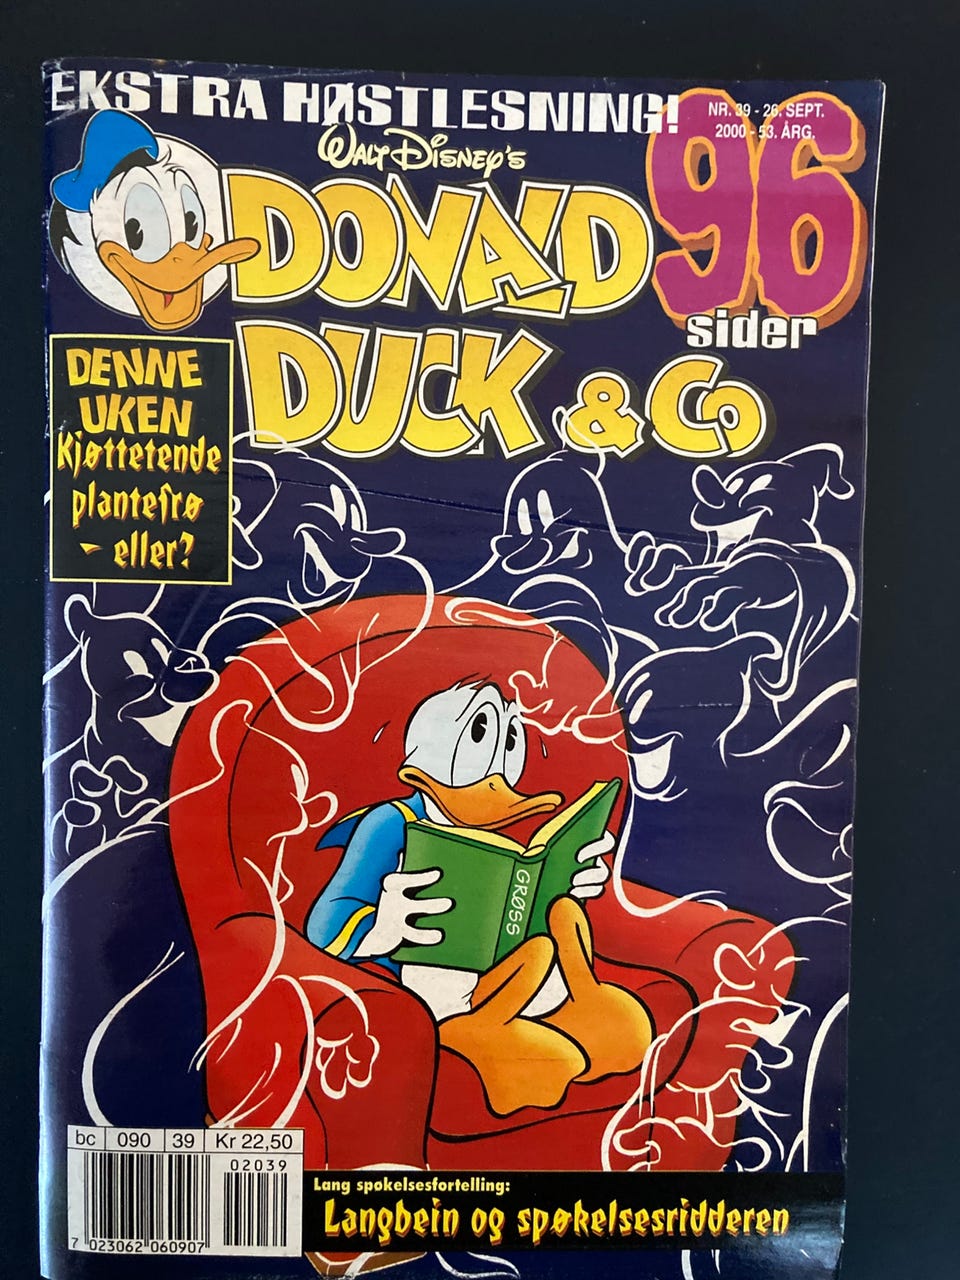 EKSTRA HØSTLESNING!
NR. 39 - 26. SEPT.
2000 - 53. ÅRG.
WALT DISNEY'S
DONALD
DUCK & Co
96
sider
DENNE
UKEN
Kjøttetende
plantefrø
- eller?
GRØSS
bc 090 39 Kr 22,50
02039
7 023062 060907
Lang spøkelsesfortelling:
Langbein og spøkelsesridderen